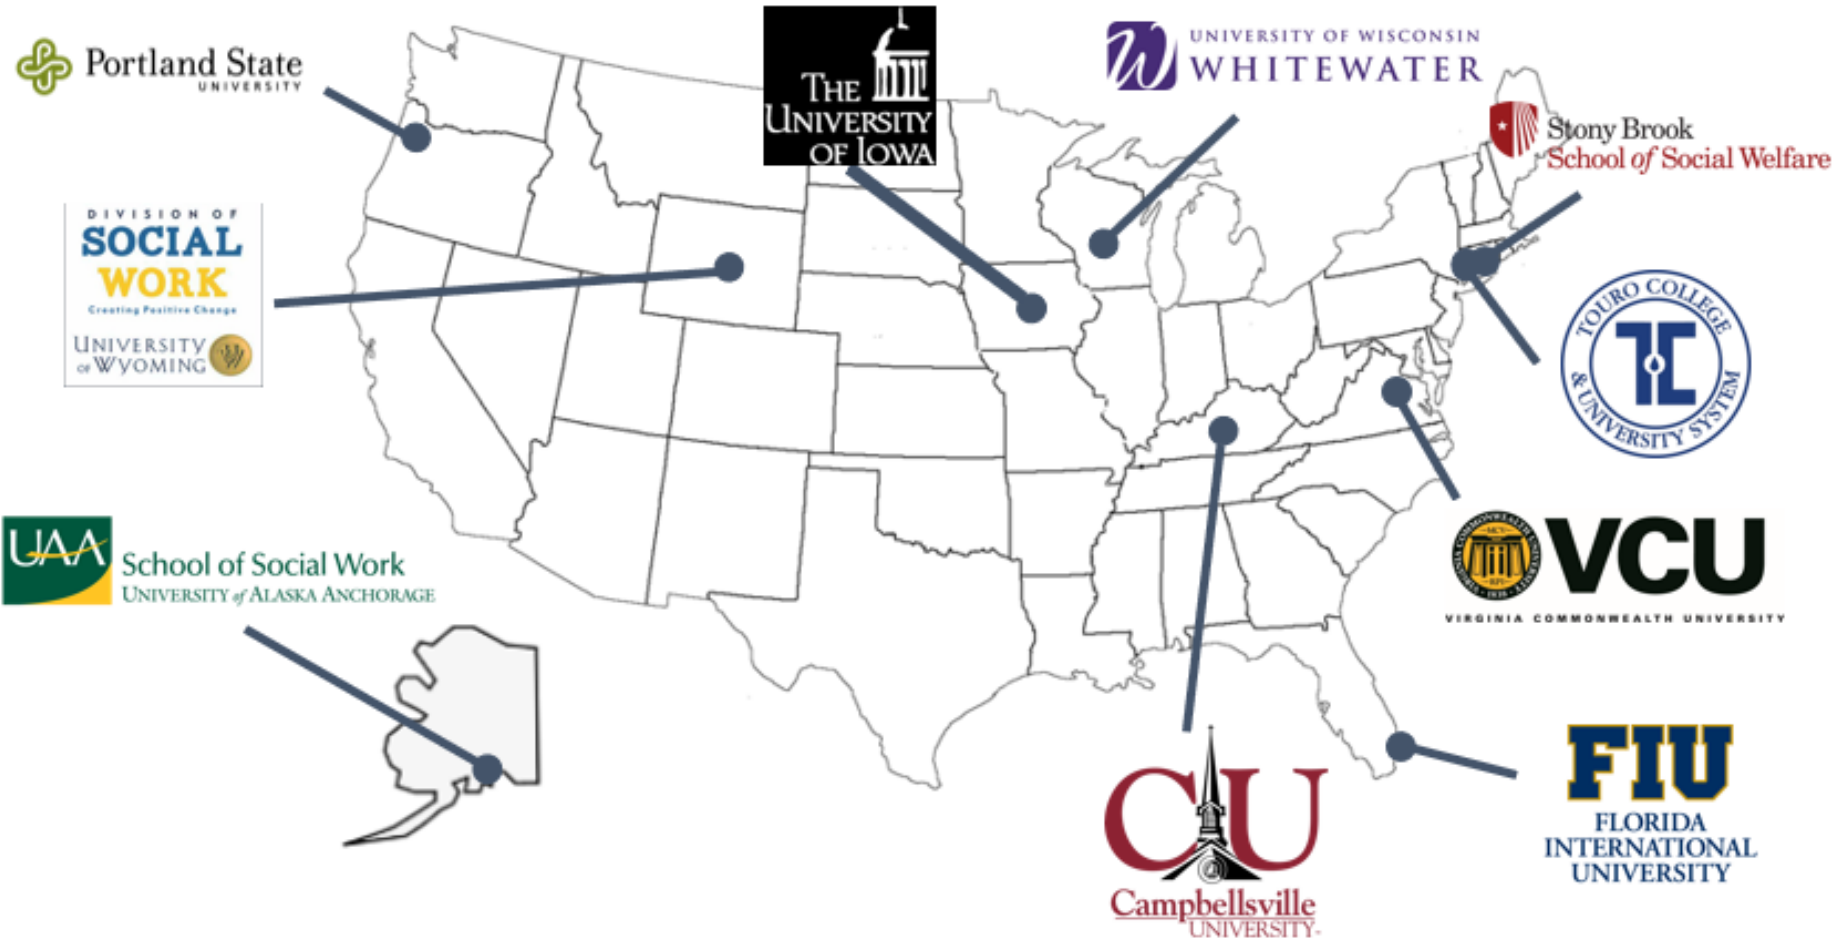 Portland State
UNIVERSITY
THE
UNIVERSITY
OF IOWA
UNIVERSITY OF WISCONSIN
WHITEWATER
Stony Brook
School of Social Welfare
DIVISION OF
SOCIAL
WORK
Creating Positive Change
UNIVERSITY
OF WYOMING
TOURO COLLEGE
& UNIVERSITY SYSTEM
TC
UAA
School of Social Work
UNIVERSITY of ALASKA ANCHORAGE
VCU
VIRGINIA COMMONWEALTH UNIVERSITY
CU
Campbellsville
UNIVERSITY
FIU
FLORIDA
INTERNATIONAL
UNIVERSITY